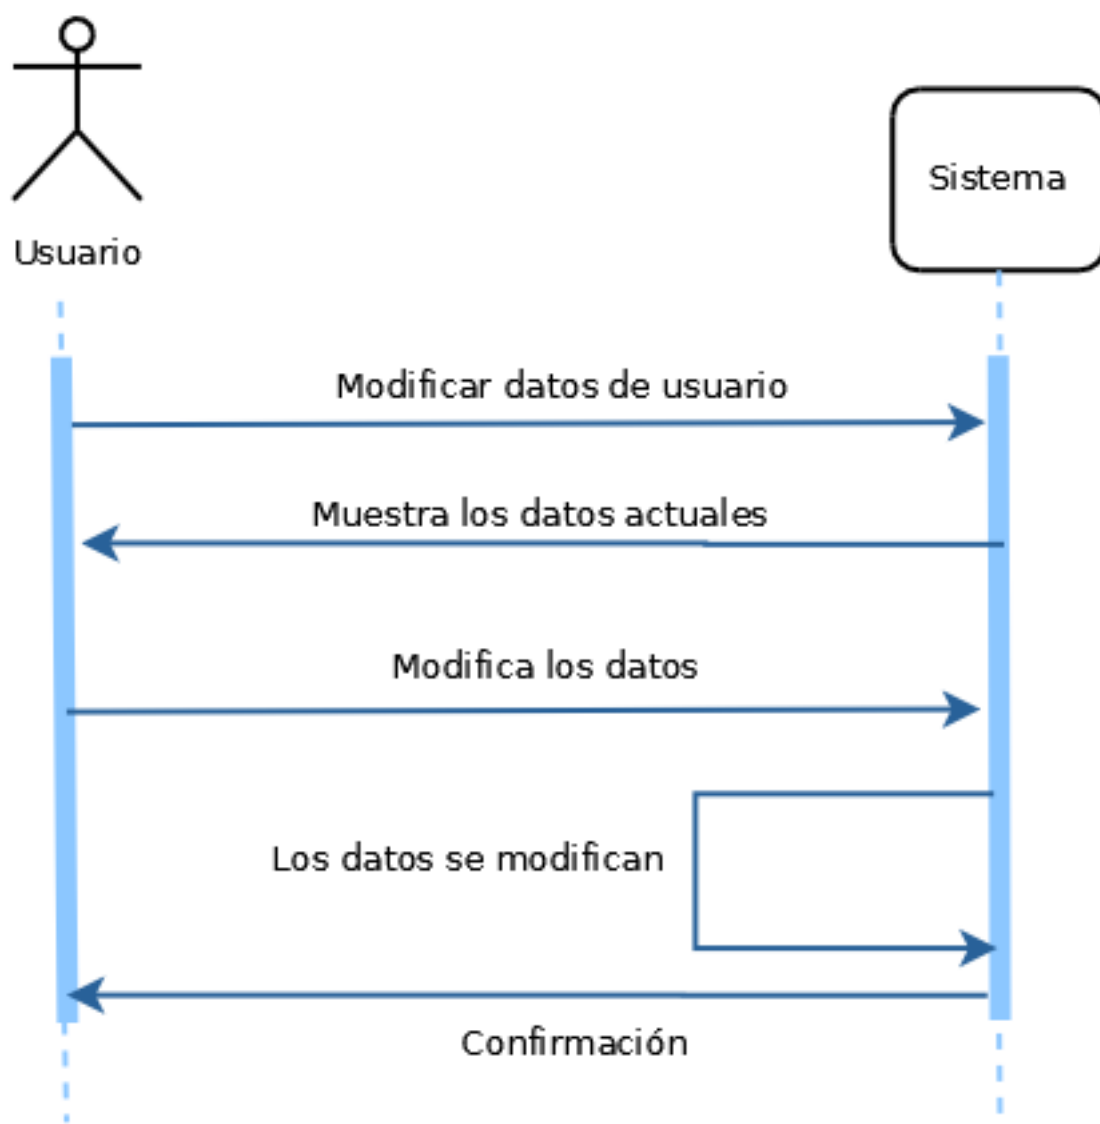 Sistema
Usuario
Modificar datos de usuario
Muestra los datos actuales
Modifica los datos
Los datos se modifican
Confirmación